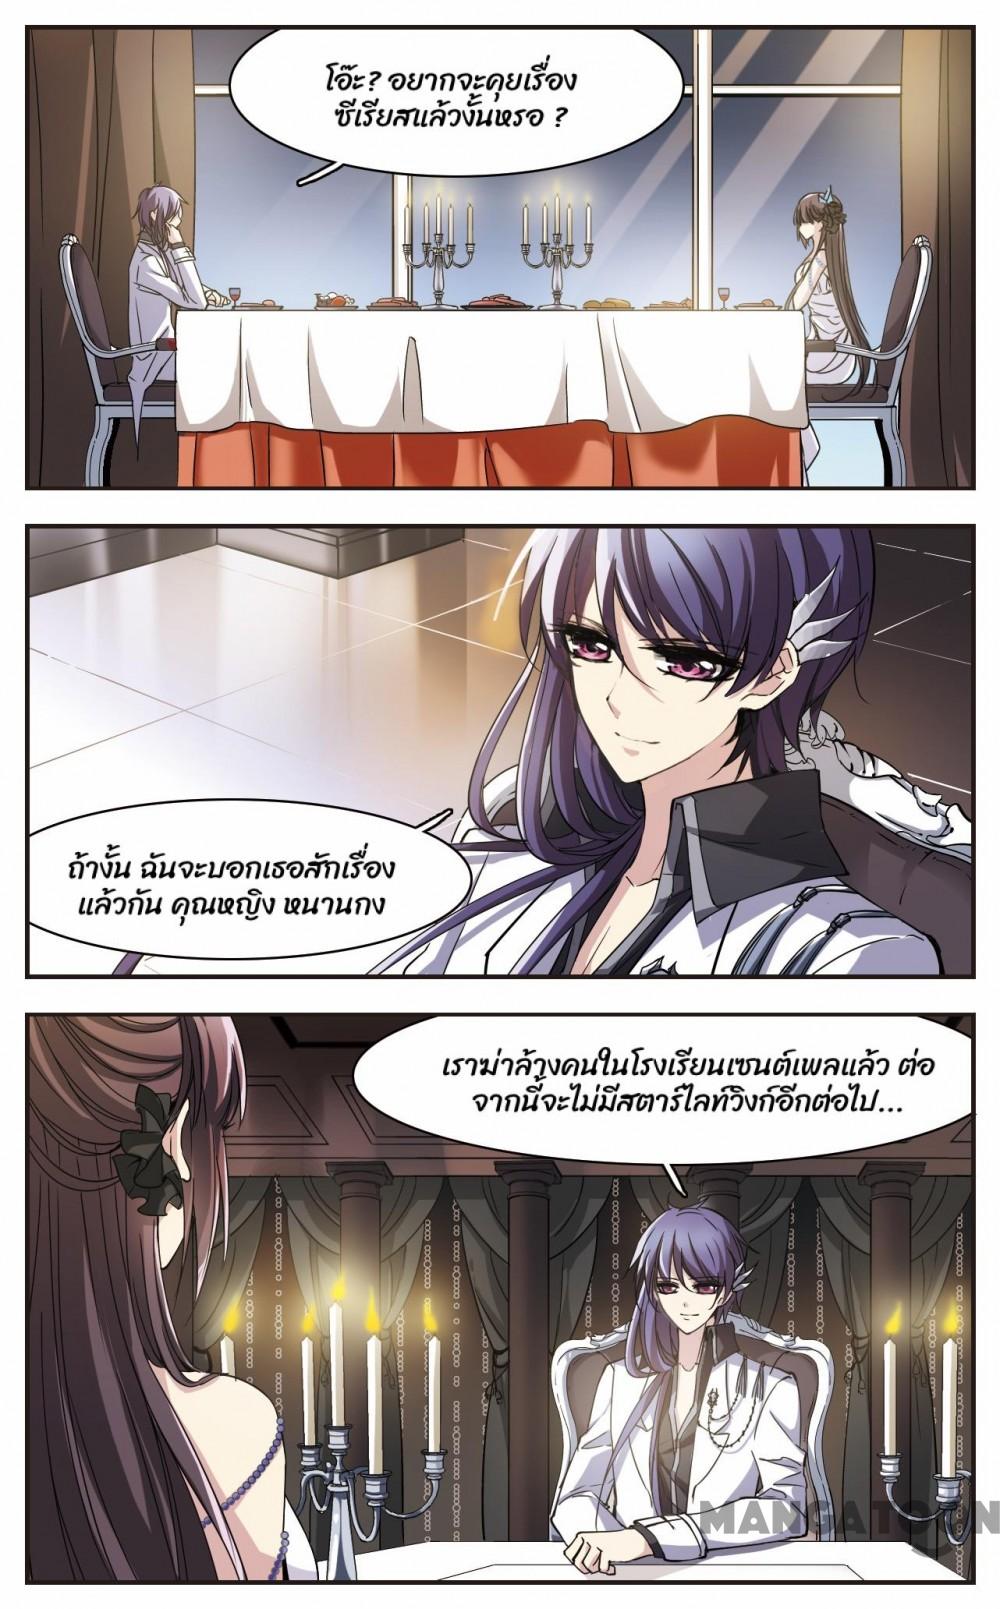 โอ๊ะ? อยากจะคุยเรื่อง
ซีเรียสแล้วงั้นหรอ ?
ถ้างั้น ฉันจะบอกเธอสักเรื่อง
แล้วกัน คุณหญิง หนานกง
เราฆ่าล้างคนในโรงเรียนเซนต์เพลแล้ว ต่อ
จากนี้จะไม่มีสตาร์ไลท์วิงก์อีกต่อไป...
MANGATOON